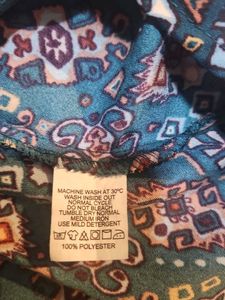 MACHINE WASH AT 30ºC
WASH INSIDE OUT
NORMAL CYCLE
DO NOT BLEACH
TUMBLE DRY NORMAL
MEDIUM IRON
USE MILD DETERGENT
100% POLYESTER